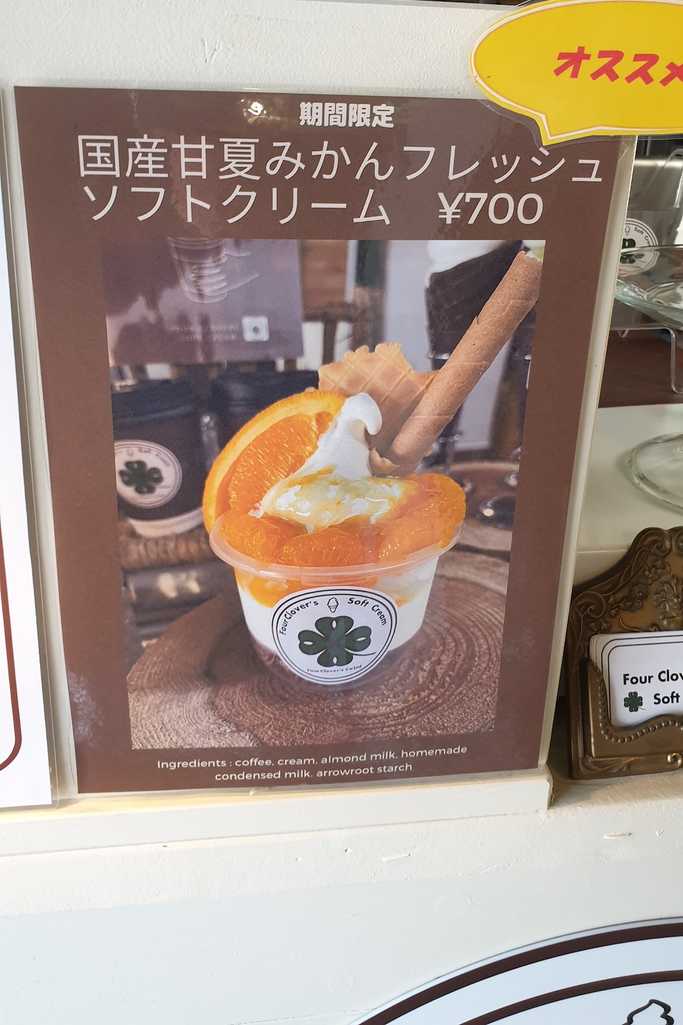 オススメ
期間限定
国産甘夏みかんフレッシュ
ソフトクリーム ¥700
FourClover's Soft Cream
Ingredients : coffee, cream, almond milk, homemade
condensed milk, arrowroot starch
Four Clov
Soft